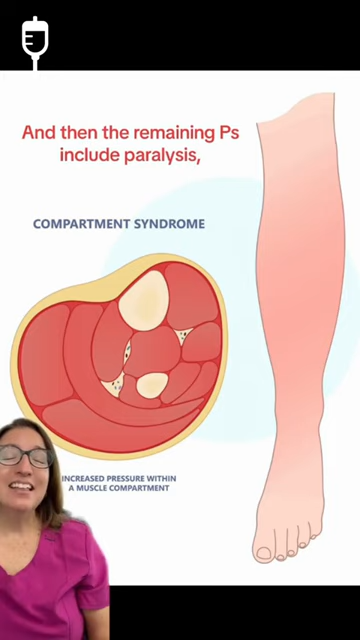 And then the remaining Ps
include paralysis,
COMPARTMENT SYNDROME
INCREASED PRESSURE WITHIN
A MUSCLE COMPARTMENT